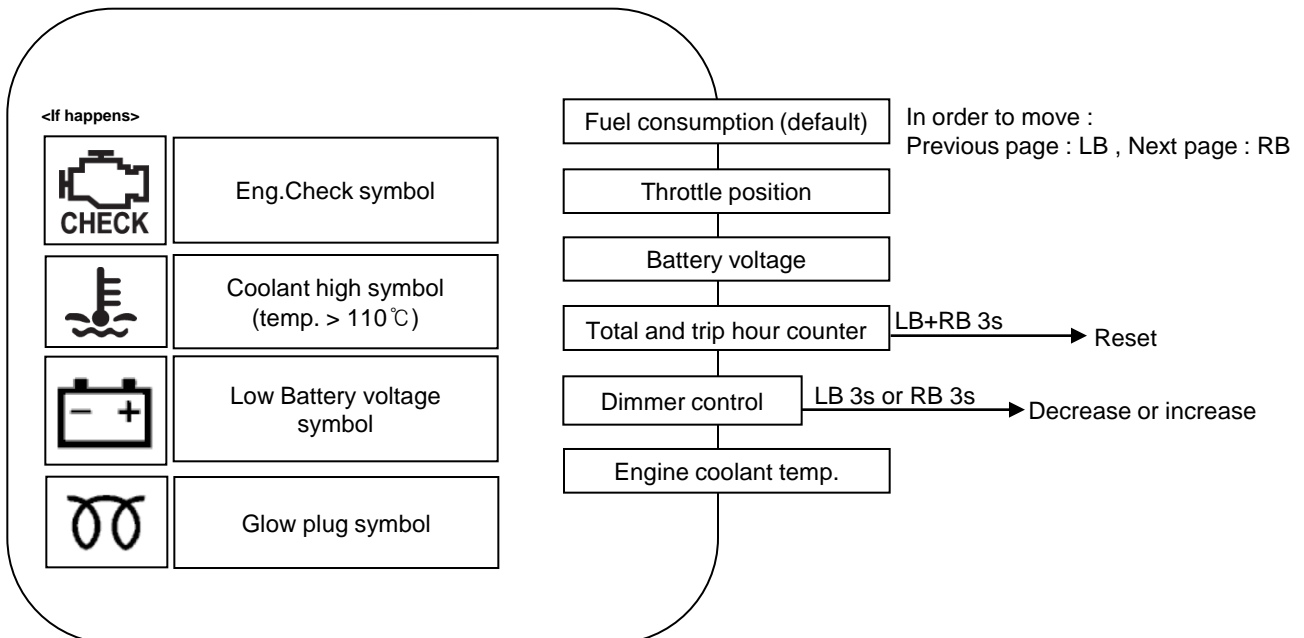 <If happens>
CHECK
Eng.Check symbol
Coolant high symbol
(temp. > 110℃)
Low Battery voltage
symbol
Glow plug symbol
Fuel consumption (default)
In order to move :
Previous page : LB , Next page : RB
Throttle position
Battery voltage
Total and trip hour counter
LB+RB 3s
Reset
Dimmer control
LB 3s or RB 3s
Decrease or increase
Engine coolant temp.